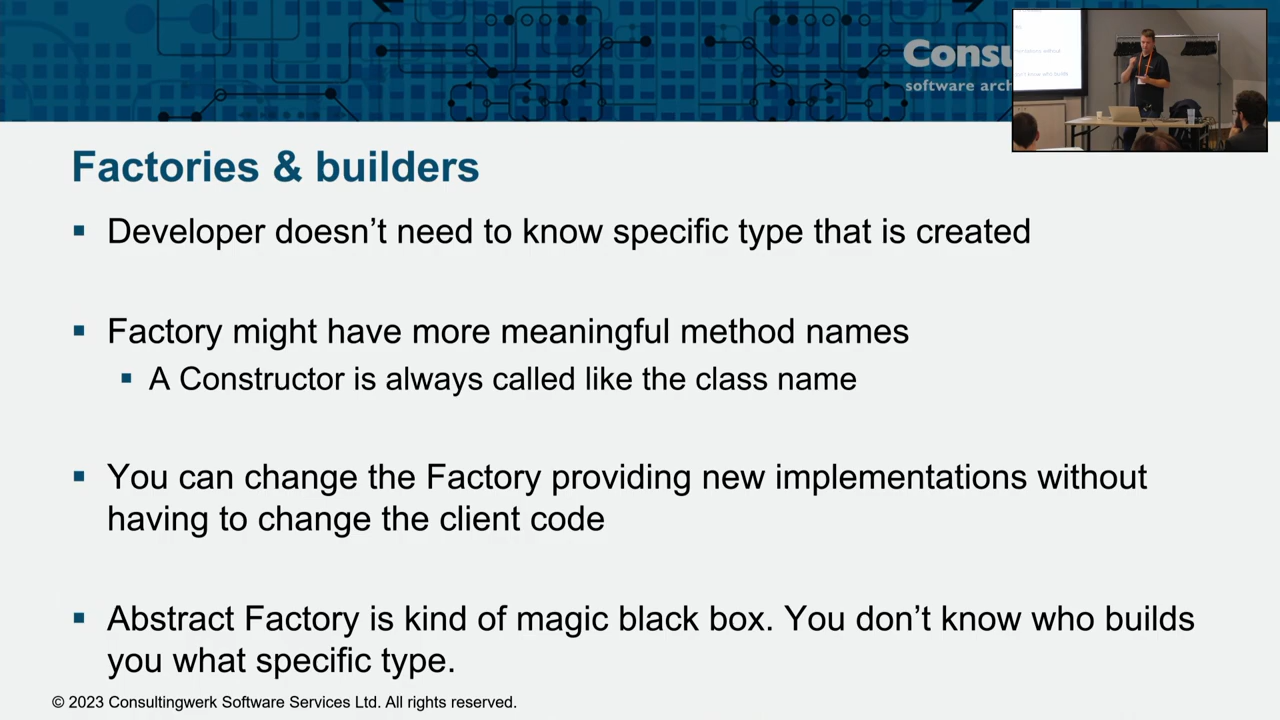 Consu
software arch
Factories & builders
▪ Developer doesn’t need to know specific type that is created
▪ Factory might have more meaningful method names
▪ A Constructor is always called like the class name
▪ You can change the Factory providing new implementations without
having to change the client code
▪ Abstract Factory is kind of magic black box. You don’t know who builds
you what specific type.
© 2023 Consultingwerk Software Services Ltd. All rights reserved.